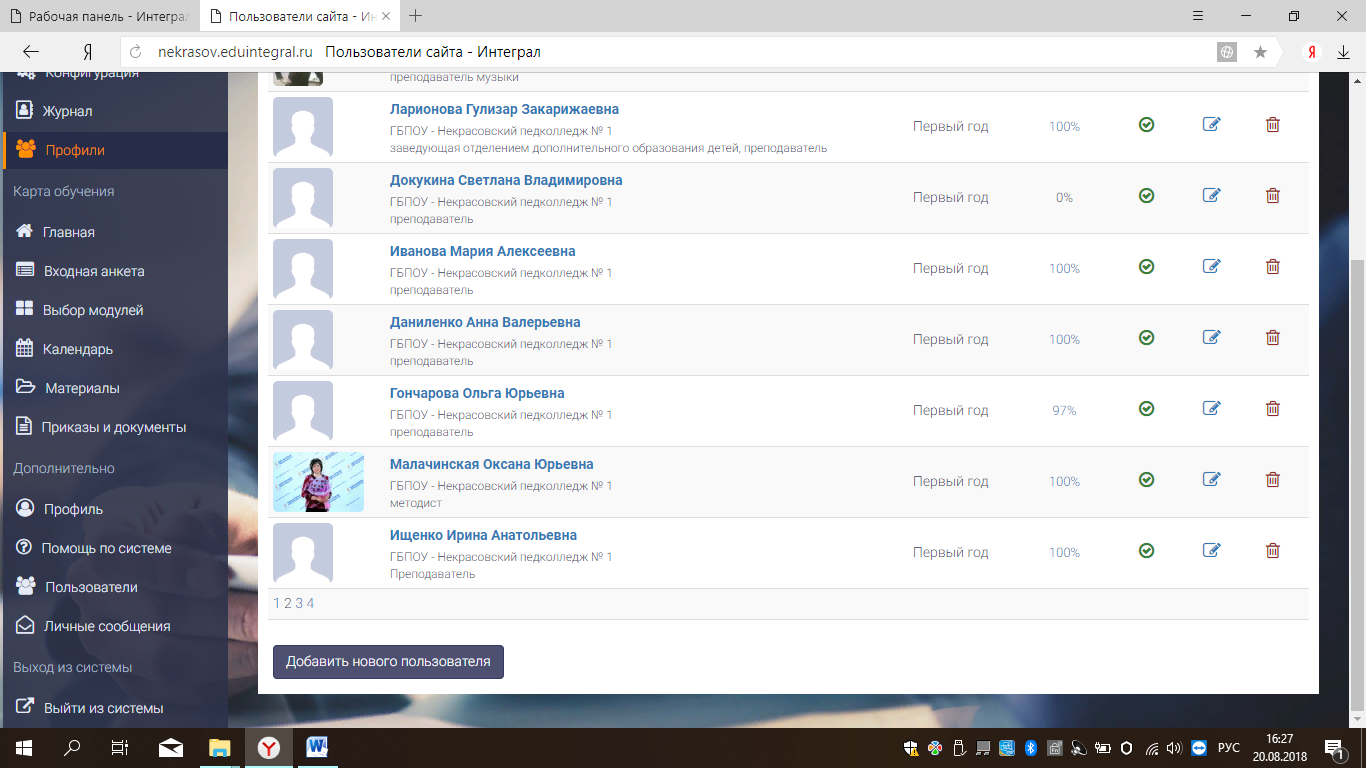 Рабочая панель - Интегра
Пользователи сайта - Ин
nekrasov.eduintegral.ru Пользователи сайта - Интеграл
Конфигурация
Журнал
Профили
Карта обучения
Главная
Входная анкета
Выбор модулей
Календарь
Материалы
Приказы и документы
Дополнительно
Профиль
Помощь по системе
Пользователи
Личные сообщения
Выход из системы
Выйти из системы
преподаватель музыки
Ларионова Гулизар Закарижаевна
ГБПОУ - Некрасовский педколледж № 1
заведующая отделением дополнительного образования детей, преподаватель
Первый год 100%
Докукина Светлана Владимировна
ГБПОУ - Некрасовский педколледж № 1
преподаватель
Первый год 0%
Иванова Мария Алексеевна
ГБПОУ - Некрасовский педколледж № 1
преподаватель
Первый год 100%
Даниленко Анна Валерьевна
ГБПОУ - Некрасовский педколледж № 1
преподаватель
Первый год 100%
Гончарова Ольга Юрьевна
ГБПОУ - Некрасовский педколледж № 1
преподаватель
Первый год 97%
Малачинская Оксана Юрьевна
ГБПОУ - Некрасовский педколледж № 1
методист
Первый год 100%
Ищенко Ирина Анатольевна
ГБПОУ - Некрасовский педколледж № 1
Преподаватель
Первый год 100%
1 2 3 4
Добавить нового пользователя
РУС
16:27
20.08.2018
1